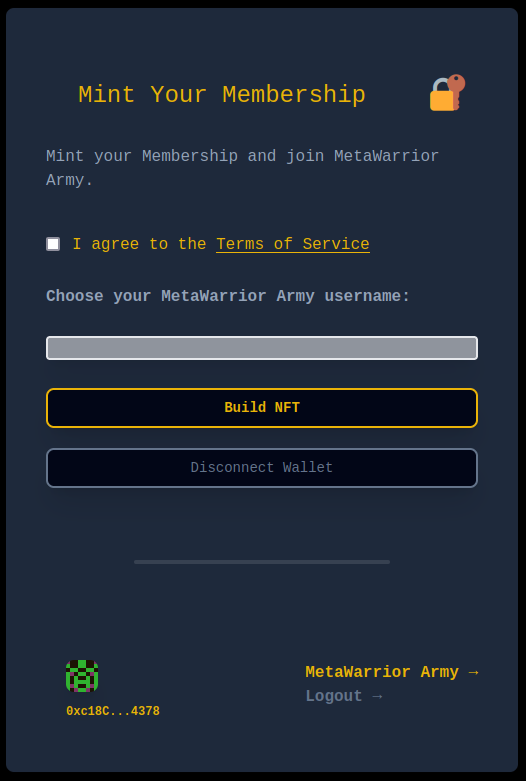 Mint Your Membership
Mint your Membership and join MetaWarrior
Army.
I agree to the Terms of Service
Choose your MetaWarrior Army username:
Build NFT
Disconnect Wallet
MetaWarrior Army →
Logout →
0xc18C...4378